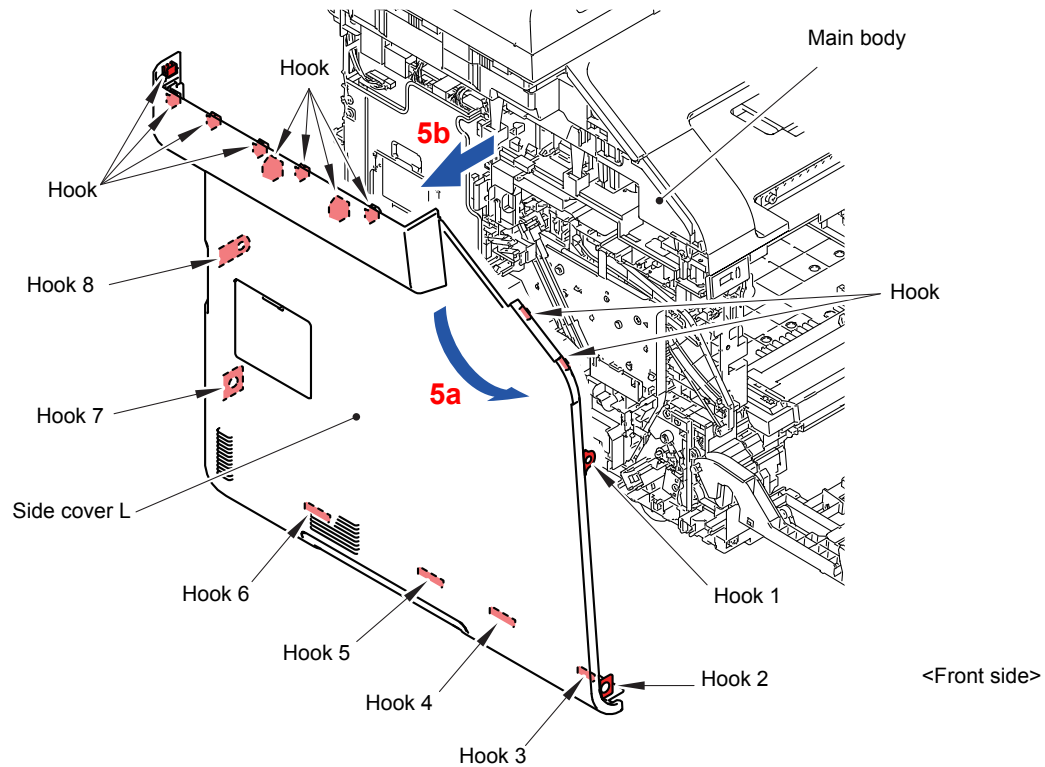 Main body
Hook
5b
Hook
Hook 8
Hook
5a
Hook 7
Side cover L
Hook 6
Hook 1
Hook 5
Hook 2
<Front side>
Hook 4
Hook 3